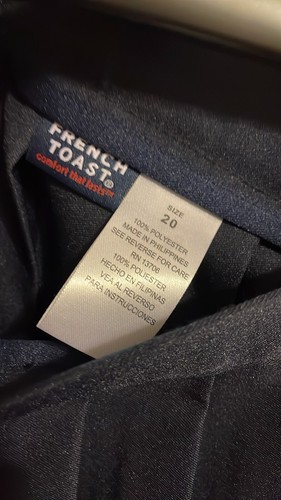 FRENCH
TOAST®
comfort that lasts™
SIZE
20
100% POLYESTER
MADE IN PHILIPPINES
SEE REVERSE FOR CARE
RN 13706
100% POLIESTER
HECHO EN FILIPINAS
VEA AL REVERSO
PARA INSTRUCCIONES